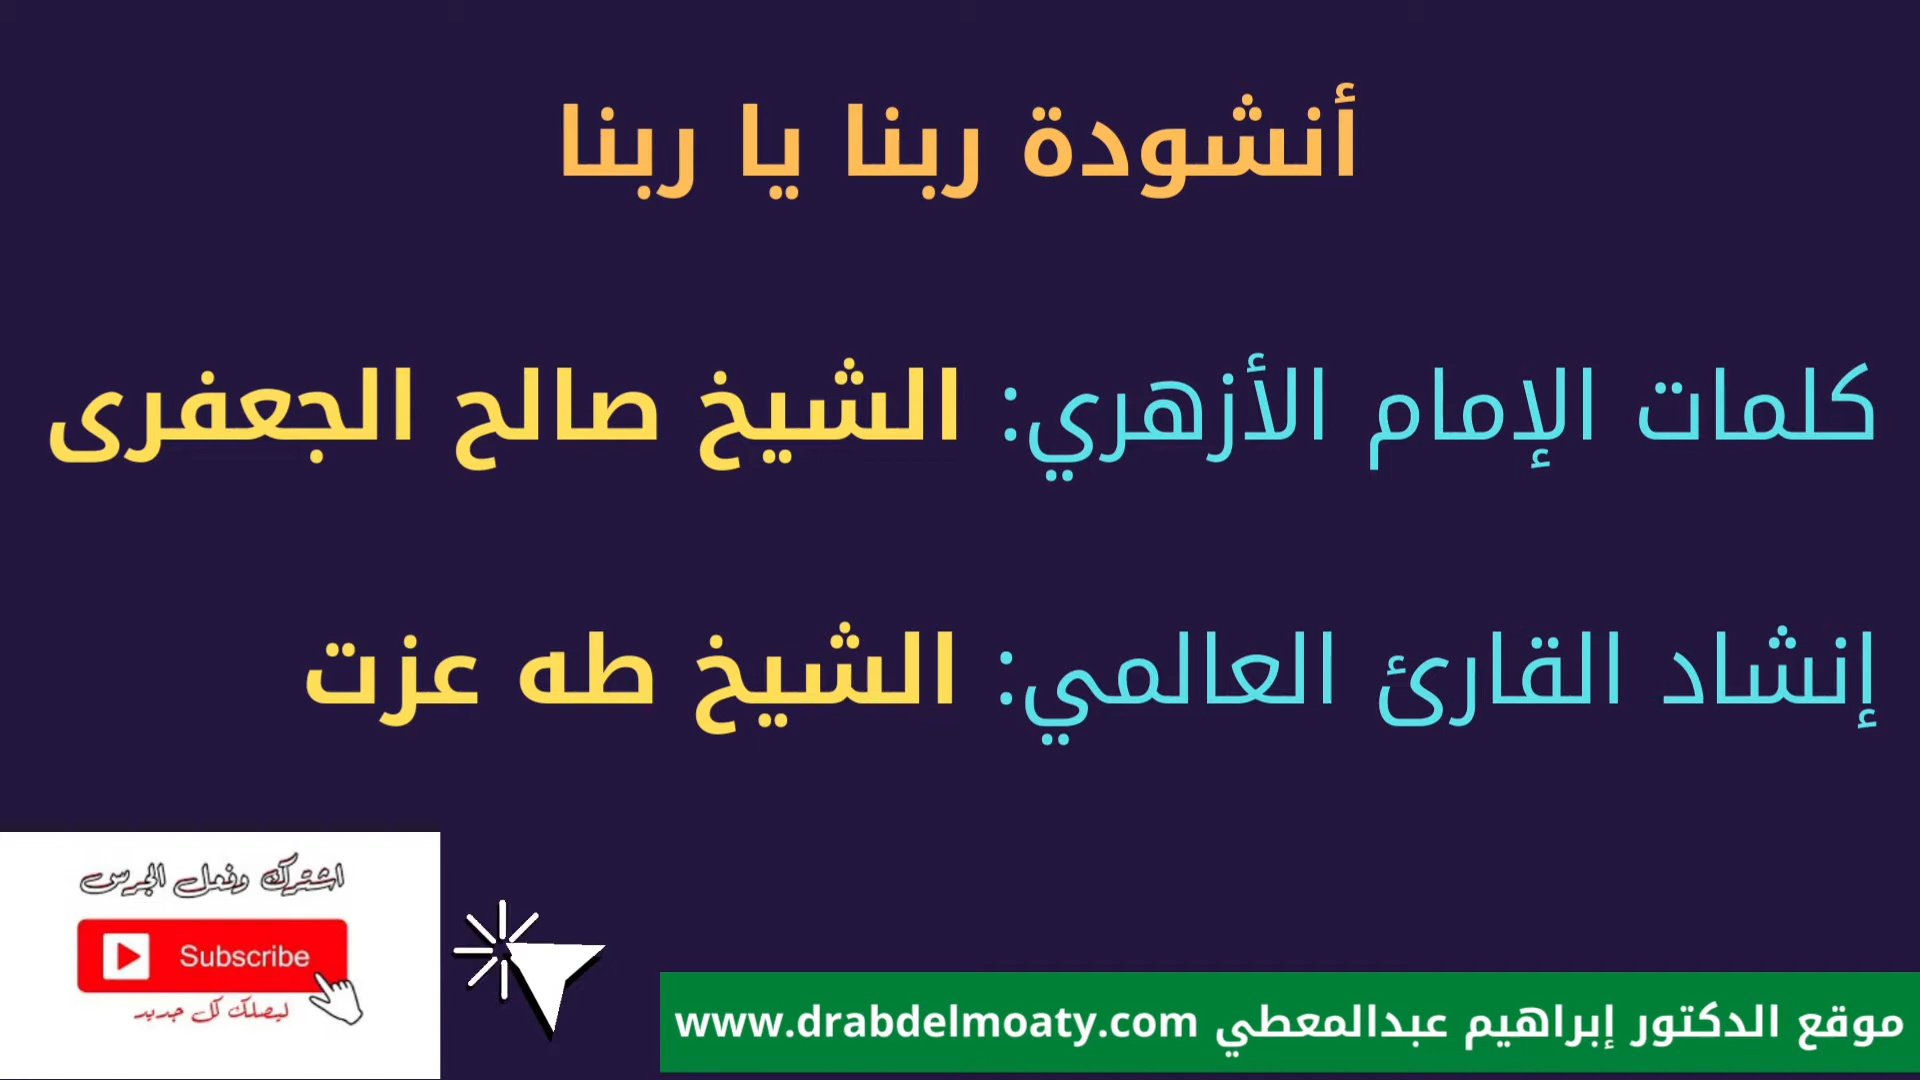 أنشودة ربنا يا ربنا
كلمات الإمام الأزهري: الشيخ صالح الجعفرى
إنشاد القارئ العالمي: الشيخ طه عزت
اشترك وفعل الجرس
Subscribe
ليصلك كل جديد
موقع الدكتور إبراهيم عبدالمعطي www.drabdelmoaty.com